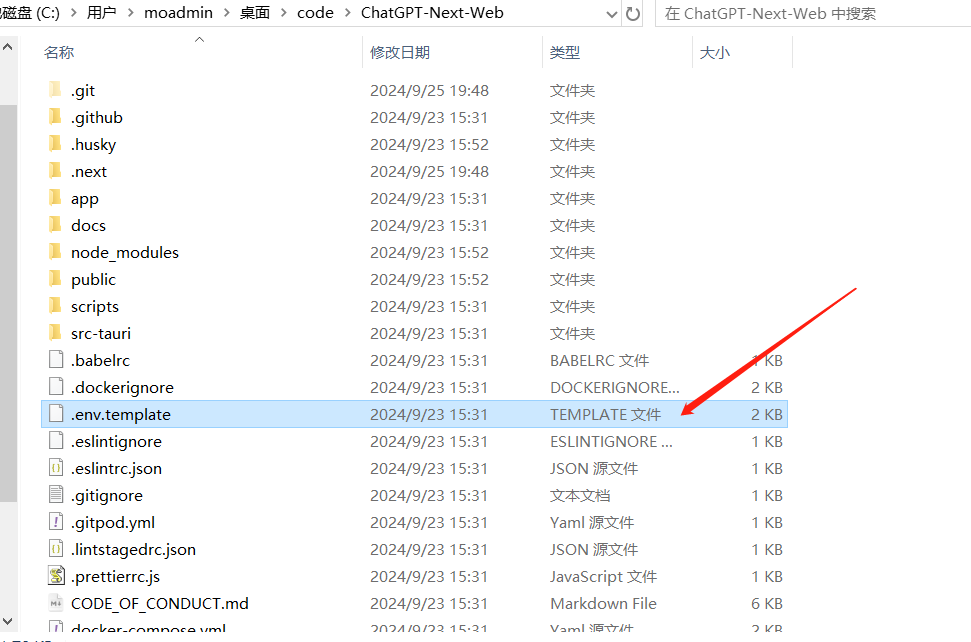 磁盘 (C:) › 用户 › moadmin › 桌面 › code › ChatGPT-Next-Web 在 ChatGPT-Next-Web 中搜索
名称 修改日期 类型 大小
.git 2024/9/25 19:48 文件夹
.github 2024/9/23 15:31 文件夹
.husky 2024/9/23 15:52 文件夹
.next 2024/9/25 19:48 文件夹
app 2024/9/23 15:31 文件夹
docs 2024/9/23 15:31 文件夹
node_modules 2024/9/23 15:52 文件夹
public 2024/9/23 15:52 文件夹
scripts 2024/9/23 15:31 文件夹
src-tauri 2024/9/23 15:31 文件夹
.babelrc 2024/9/23 15:31 BABELRC 文件 1 KB
.dockerignore 2024/9/23 15:31 DOCKERIGNORE... 2 KB
.env.template 2024/9/23 15:31 TEMPLATE 文件 2 KB
.eslintignore 2024/9/23 15:31 ESLINTIGNORE ... 1 KB
.eslintrc.json 2024/9/23 15:31 JSON 源文件 1 KB
.gitignore 2024/9/23 15:31 文本文档 1 KB
.gitpod.yml 2024/9/23 15:31 Yaml 源文件 1 KB
.lintstagedrc.json 2024/9/23 15:31 JSON 源文件 1 KB
.prettierrc.js 2024/9/23 15:31 JavaScript 文件 1 KB
CODE_OF_CONDUCT.md 2024/9/23 15:31 Markdown File 6 KB
docker-compose.yml 2024/9/23 15:31 Yaml 源文件 2 KB